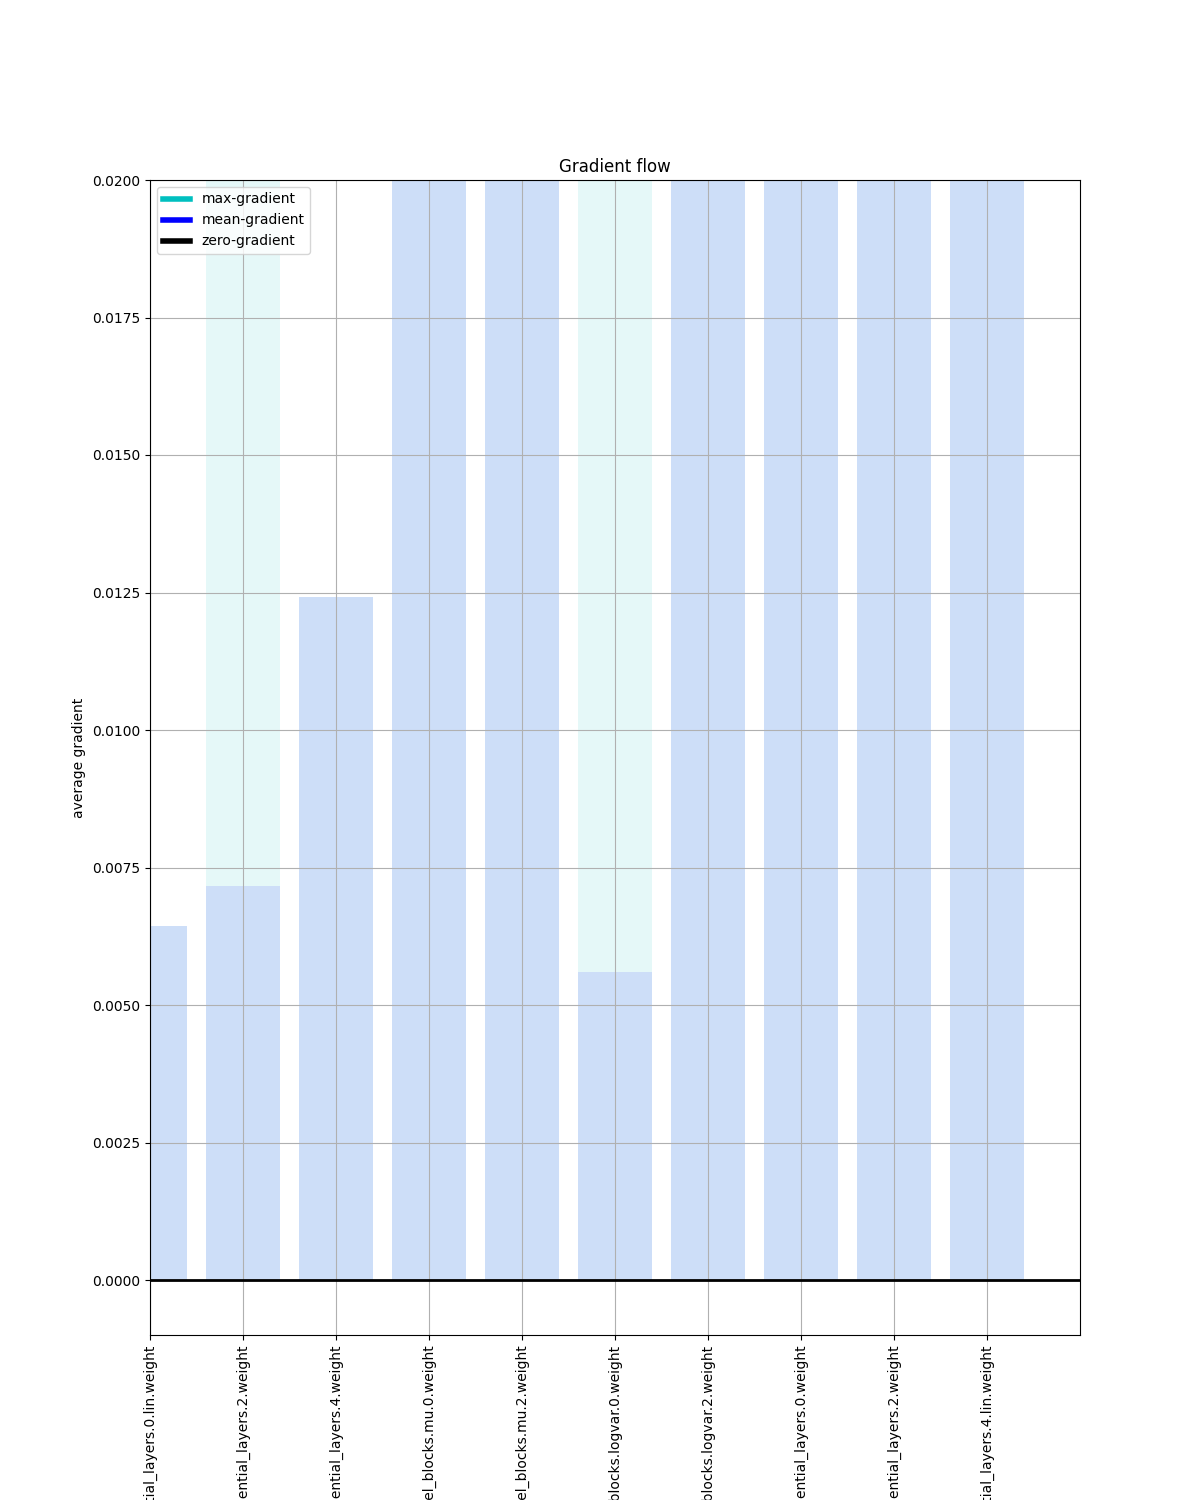 Gradient flow
max-gradient
mean-gradient
zero-gradient
average gradient
0.0200
0.0175
0.0150
0.0125
0.0100
0.0075
0.0050
0.0025
0.0000
tial_layers.0.lin.weight
ential_layers.2.weight
ential_layers.4.weight
el_blocks.mu.0.weight
el_blocks.mu.2.weight
blocks.logvar.0.weight
blocks.logvar.2.weight
ential_layers.0.weight
ential_layers.2.weight
tial_layers.4.lin.weight